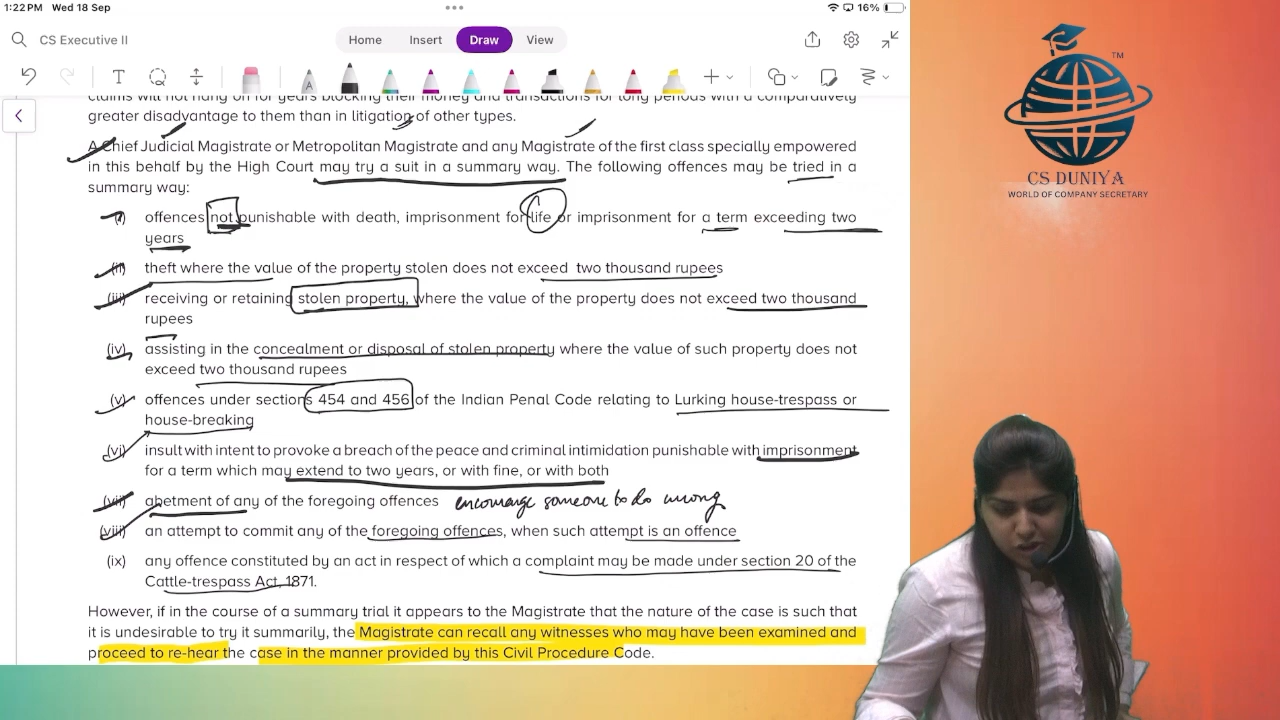 1:22 PM Wed 18 Sep
16%
CS Executive II
Home Insert Draw View
claims will not hang on for years blocking their money and transactions for long periods with a comparatively
greater disadvantage to them than in litigation of other types.
A Chief Judicial Magistrate or Metropolitan Magistrate and any Magistrate of the first class specially empowered
in this behalf by the High Court may try a suit in a summary way. The following offences may be tried in a
summary way:
(i) offences not punishable with death, imprisonment for life or imprisonment for a term exceeding two
years
(ii) theft where the value of the property stolen does not exceed two thousand rupees
(iii) receiving or retaining stolen property, where the value of the property does not exceed two thousand
rupees
(iv) assisting in the concealment or disposal of stolen property where the value of such property does not
exceed two thousand rupees
(v) offences under sections 454 and 456 of the Indian Penal Code relating to Lurking house-trespass or
house-breaking
(vi) insult with intent to provoke a breach of the peace and criminal intimidation punishable with imprisonment
for a term which may extend to two years, or with fine, or with both
(vii) abetment of any of the foregoing offences encourage someone to do wrong
(viii) an attempt to commit any of the foregoing offences, when such attempt is an offence
(ix) any offence constituted by an act in respect of which a complaint may be made under section 20 of the
Cattle-trespass Act, 1871.
However, if in the course of a summary trial it appears to the Magistrate that the nature of the case is such that
it is undesirable to try it summarily, the Magistrate can recall any witnesses who may have been examined and
proceed to re-hear the case in the manner provided by this Civil Procedure Code.
TM
CS DUNIYA
WORLD OF COMPANY SECRETARY